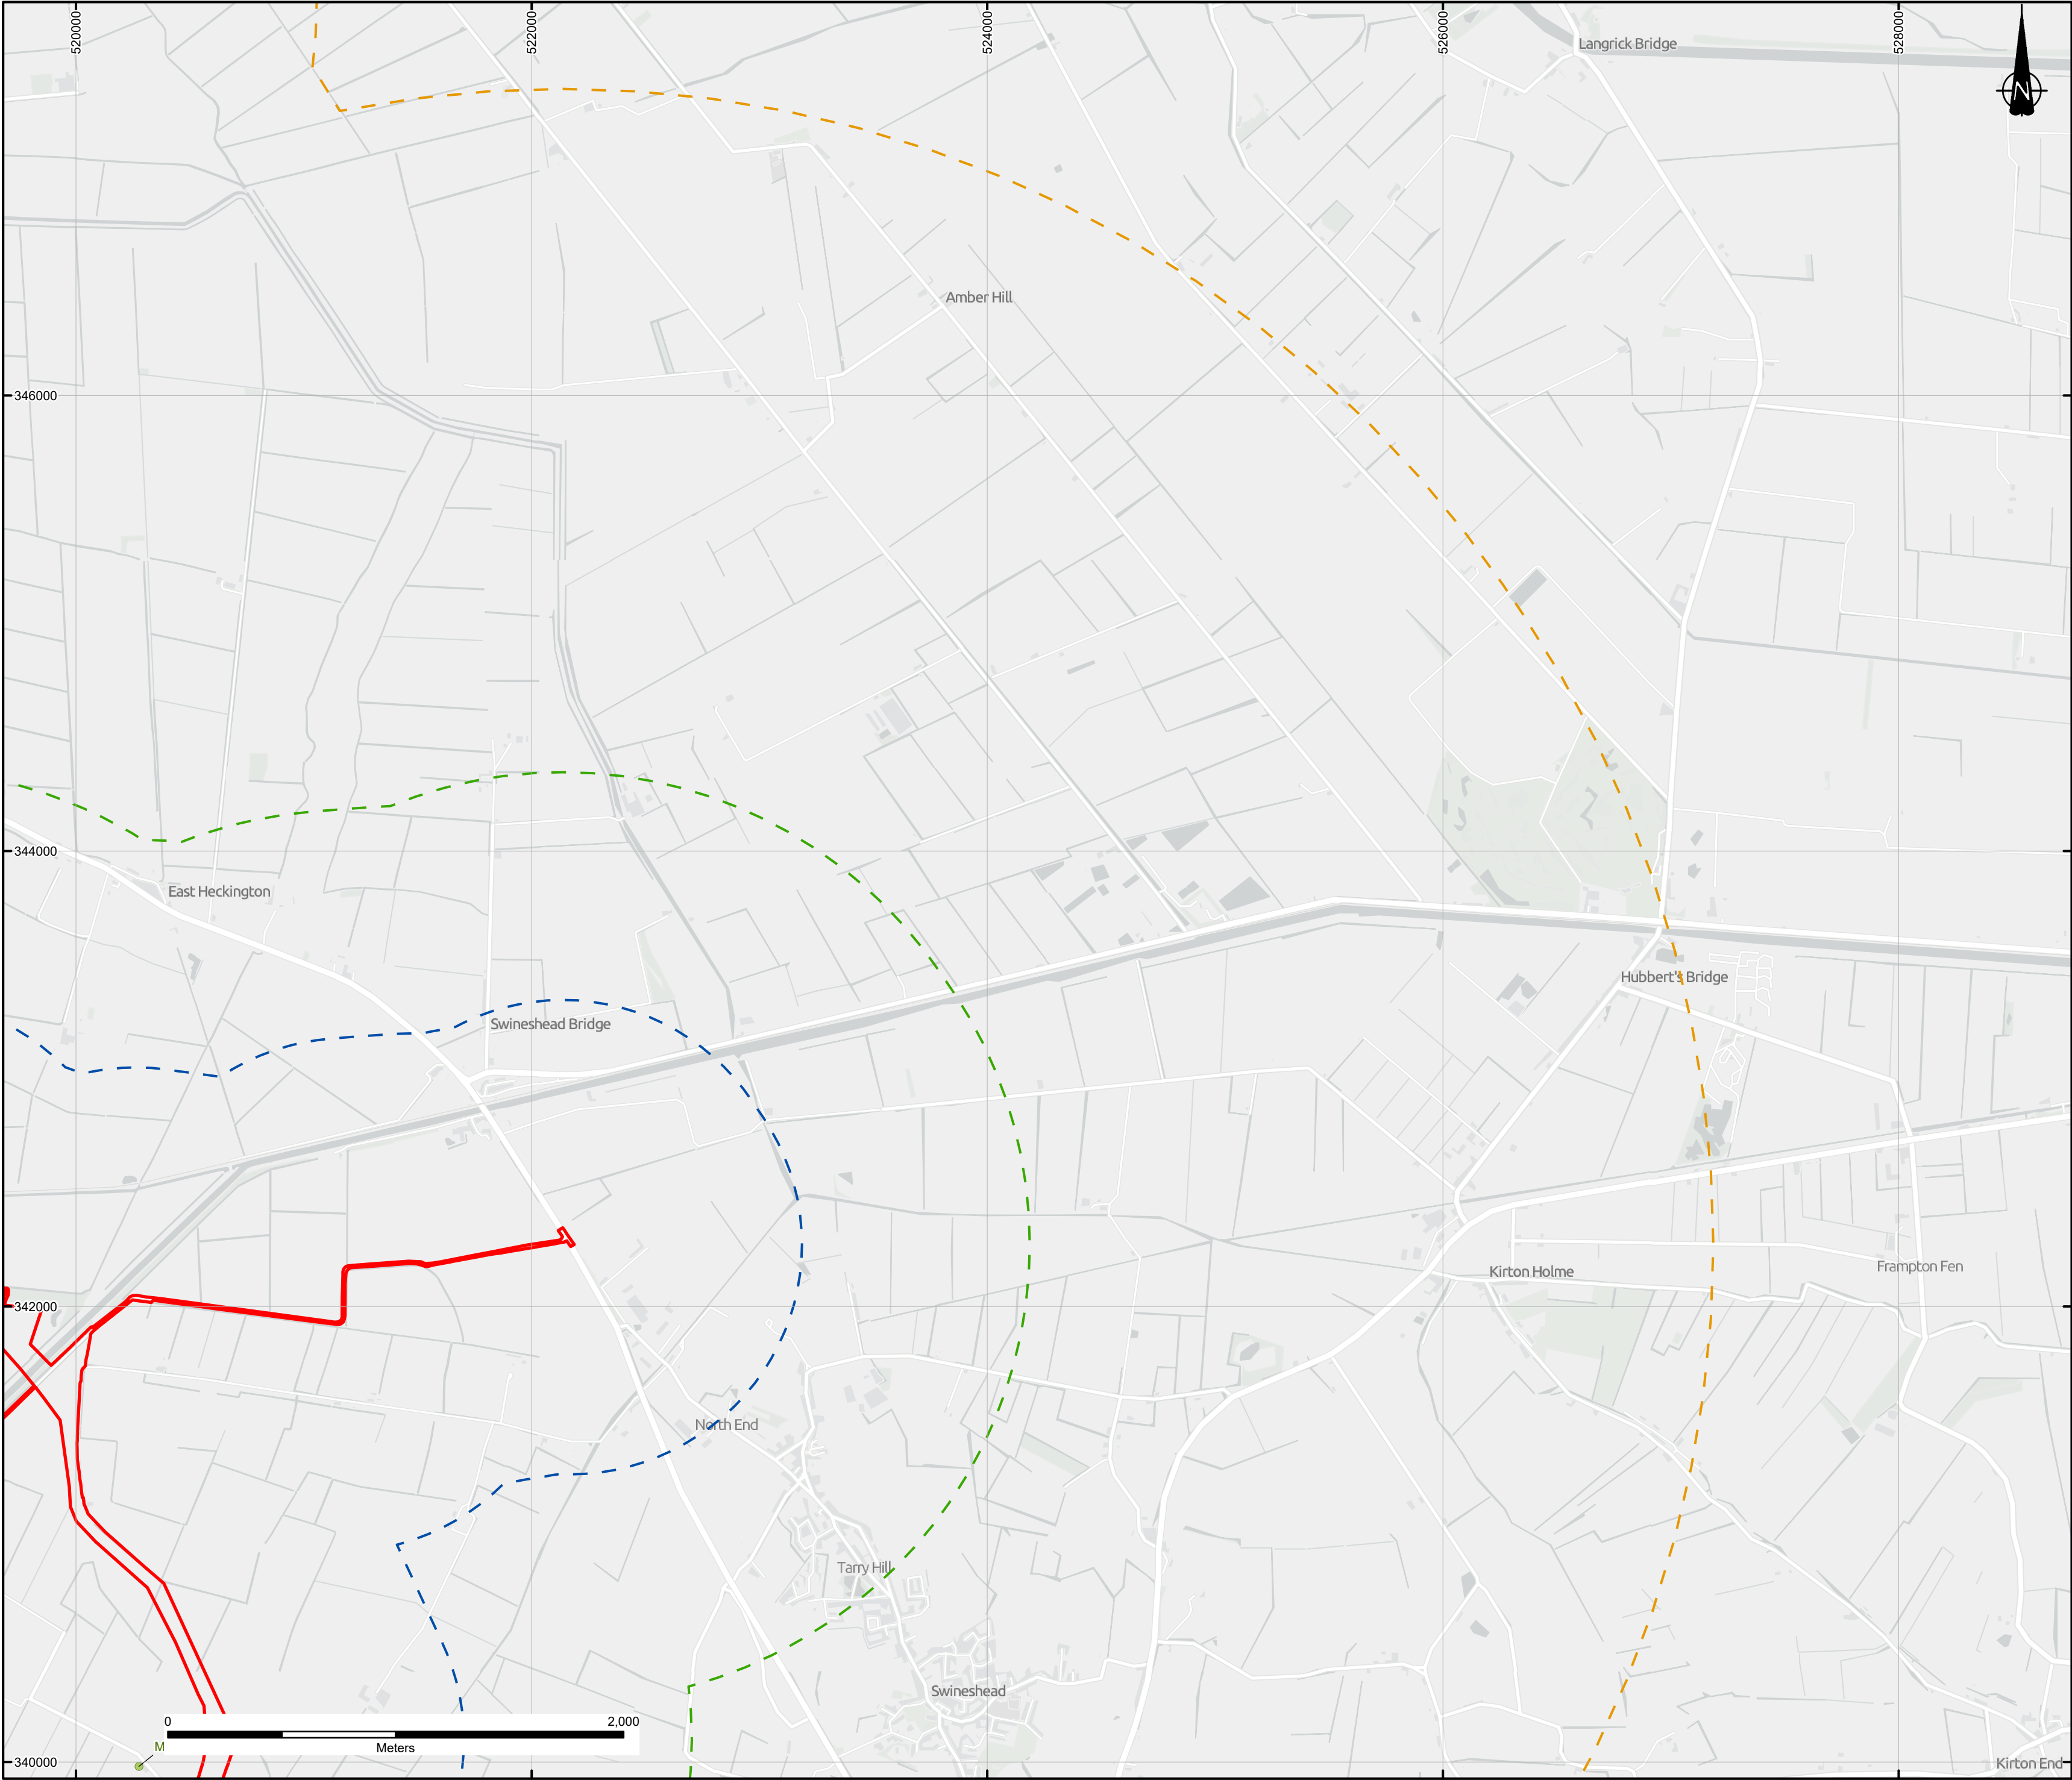 520000
522000
524000
526000
528000
Langrick Bridge
N
Amber Hill
346000
344000
East Heckington
Hubbert's Bridge
Swineshead Bridge
Frampton Fen
Kirton Holme
342000
North End
Tarry Hill
Swineshead
0
2,000
M
Meters
340000
Kirton End